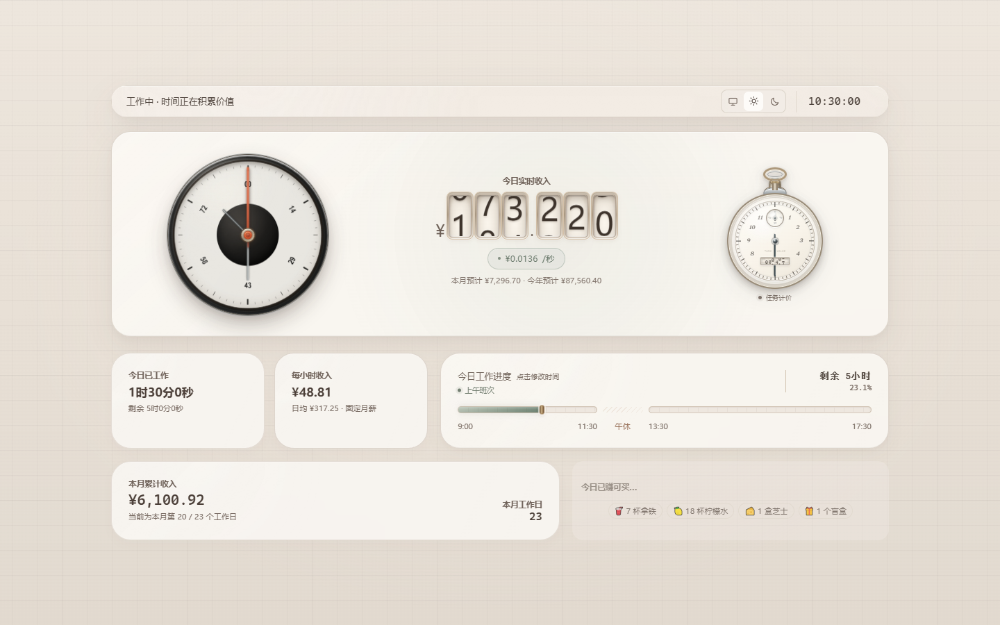 工作中 · 时间正在积累价值
10:30:00
00
14
29
43
58
72
今日实时收入
¥ 1 7 3 . 2 2 0
¥0.0136 /秒
本月预计 ¥7,296.70 · 今年预计 ¥87,560.40
11 1
10 2
9 3
8 4
任务计价
今日已工作
1时30分0秒
剩余 5时0分0秒
每小时收入
¥48.81
日均 ¥317.25 · 固定月薪
今日工作进度 点击修改时间
上午班次
剩余 5小时
23.1%
9:00 11:30 午休 13:30 17:30
本月累计收入
¥6,100.92
当前为本月第 20 / 23 个工作日
本月工作日
23
今日已赚可买...
7 杯拿铁 18 杯柠檬水 1 盒芝士 1 个盲盒